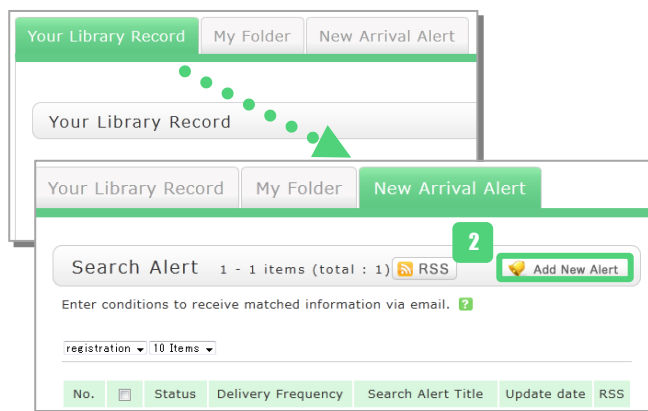 Your Library Record My Folder New Arrival Alert
Your Library Record
Your Library Record My Folder New Arrival Alert
2
Search Alert 1 - 1 items (total : 1) RSS Add New Alert
Enter conditions to receive matched information via email. ?
registration 10 Items
No. Status Delivery Frequency Search Alert Title Update date RSS